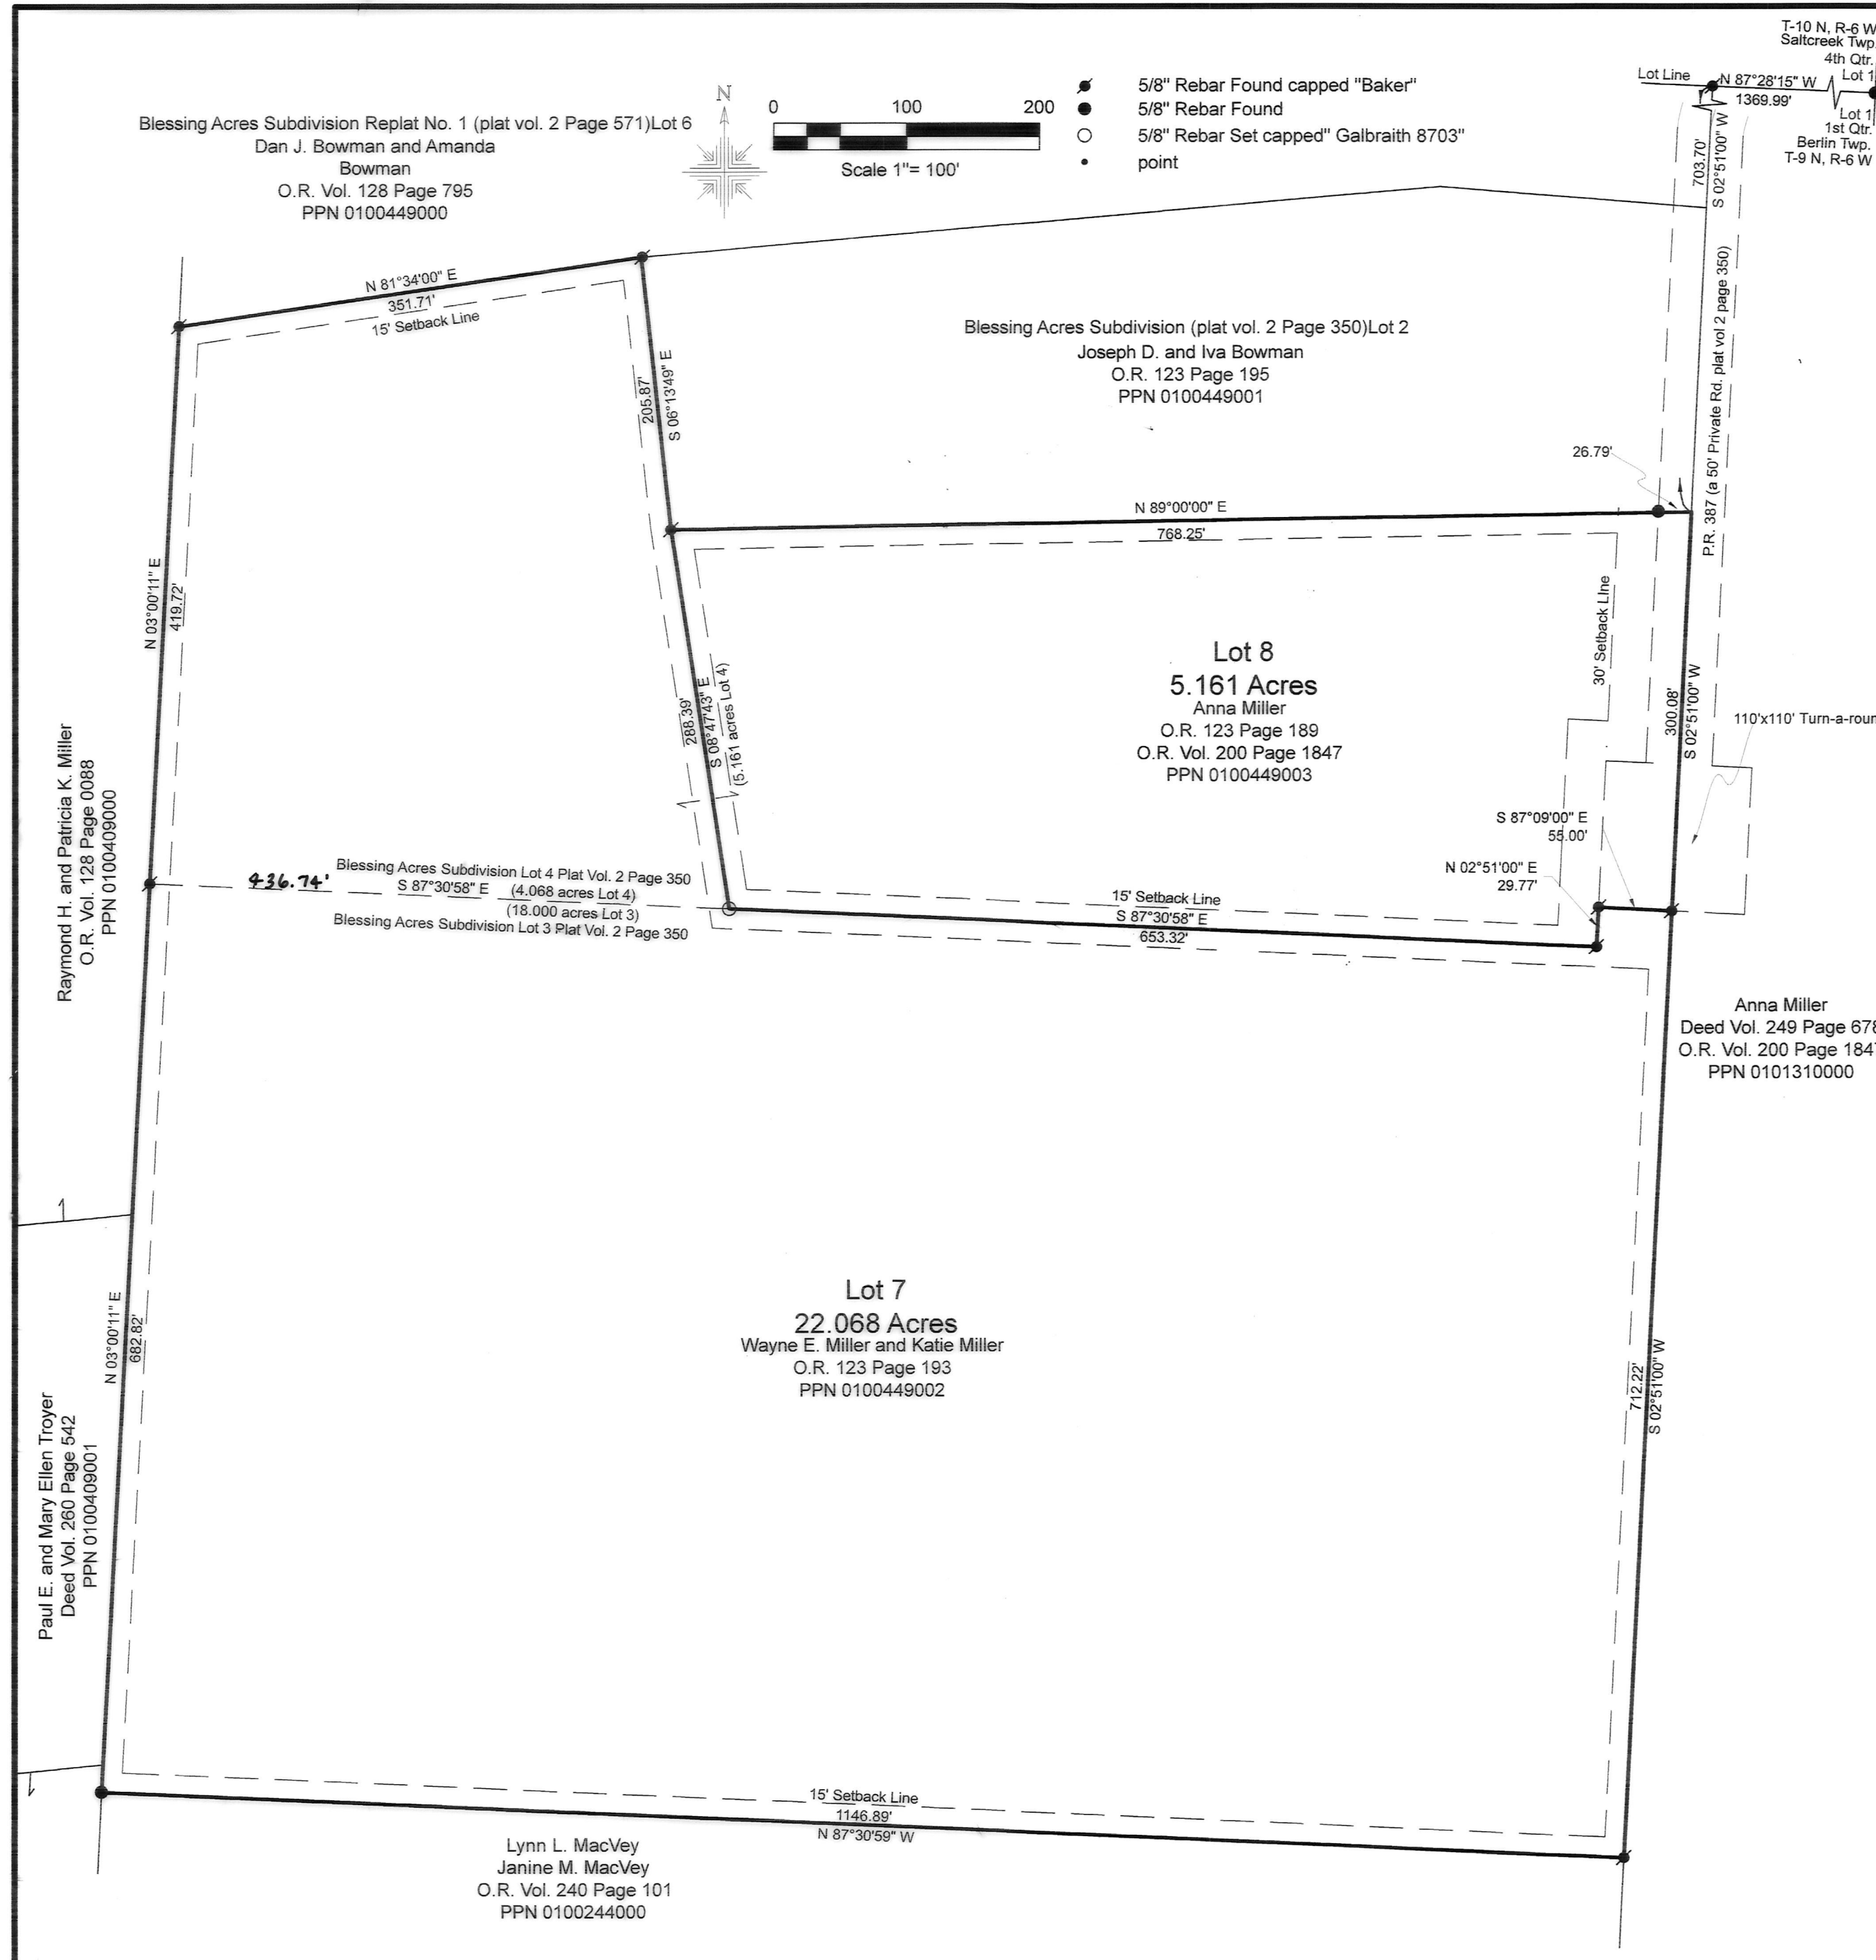 T-10 N, R-6 W
Saltcreek Twp.
4th Qtr.
Lot 1
Lot Line
N 87°28'15" W
1369.99'
Lot 1
1st Qtr.
Berlin Twp.
T-9 N, R-6 W
N
0 100 200
Scale 1"= 100'
5/8" Rebar Found capped "Baker"
5/8" Rebar Found
5/8" Rebar Set capped" Galbraith 8703"
point
Blessing Acres Subdivision Replat No. 1 (plat vol. 2 Page 571)Lot 6
Dan J. Bowman and Amanda
Bowman
O.R. Vol. 128 Page 795
PPN 0100449000
703.70'
S 02°51'00" W
N 81°34'00" E
351.71'
15' Setback Line
205.87'
S 06°13'49" E
Blessing Acres Subdivision (plat vol. 2 Page 350)Lot 2
Joseph D. and Iva Bowman
O.R. 123 Page 195
PPN 0100449001
P.R. 387 (a 50' Private Rd. plat vol 2 page 350)
26.79'
N 89°00'00" E
768.25'
N 03°00'11" E
419.72'
30' Setback LIne
Lot 8
5.161 Acres
Anna Miller
O.R. 123 Page 189
O.R. Vol. 200 Page 1847
PPN 0100449003
288.39'
S 08°47'43" E
(5.161 acres Lot 4)
300.08'
S 02°51'00" W
110'x110' Turn-a-roun
Raymond H. and Patricia K. Miller
O.R. Vol. 128 Page 0088
PPN 0100409000
S 87°09'00" E
55.00'
N 02°51'00" E
29.77'
436.74'
Blessing Acres Subdivision Lot 4 Plat Vol. 2 Page 350
S 87°30'58" E (4.068 acres Lot 4)
(18.000 acres Lot 3)
Blessing Acres Subdivision Lot 3 Plat Vol. 2 Page 350
15' Setback Line
S 87°30'58" E
653.32'
Anna Miller
Deed Vol. 249 Page 678
O.R. Vol. 200 Page 1847
PPN 0101310000
N 03°00'11" E
682.82'
Lot 7
22.068 Acres
Wayne E. Miller and Katie Miller
O.R. 123 Page 193
PPN 0100449002
712.22'
S 02°51'00" W
Paul E. and Mary Ellen Troyer
Deed Vol. 260 Page 542
PPN 0100409001
15' Setback Line
1146.89'
N 87°30'59" W
Lynn L. MacVey
Janine M. MacVey
O.R. Vol. 240 Page 101
PPN 0100244000